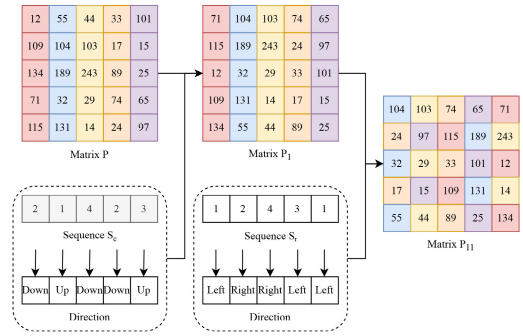 12 55 44 33 101
109 104 103 17 15
134 189 243 89 25
71 32 29 74 65
115 131 14 24 97
Matrix P
71 104 103 74 65
115 189 243 24 97
12 32 29 33 101
109 131 14 17 15
134 55 44 89 25
Matrix P1
104 103 74 65 71
24 97 115 189 243
32 29 33 101 12
17 15 109 131 14
55 44 89 25 134
Matrix P11
2 1 4 2 3
Sequence Sc
Down Up Down Down Up
Direction
1 2 4 3 1
Sequence Sr
Left Right Right Left Left
Direction